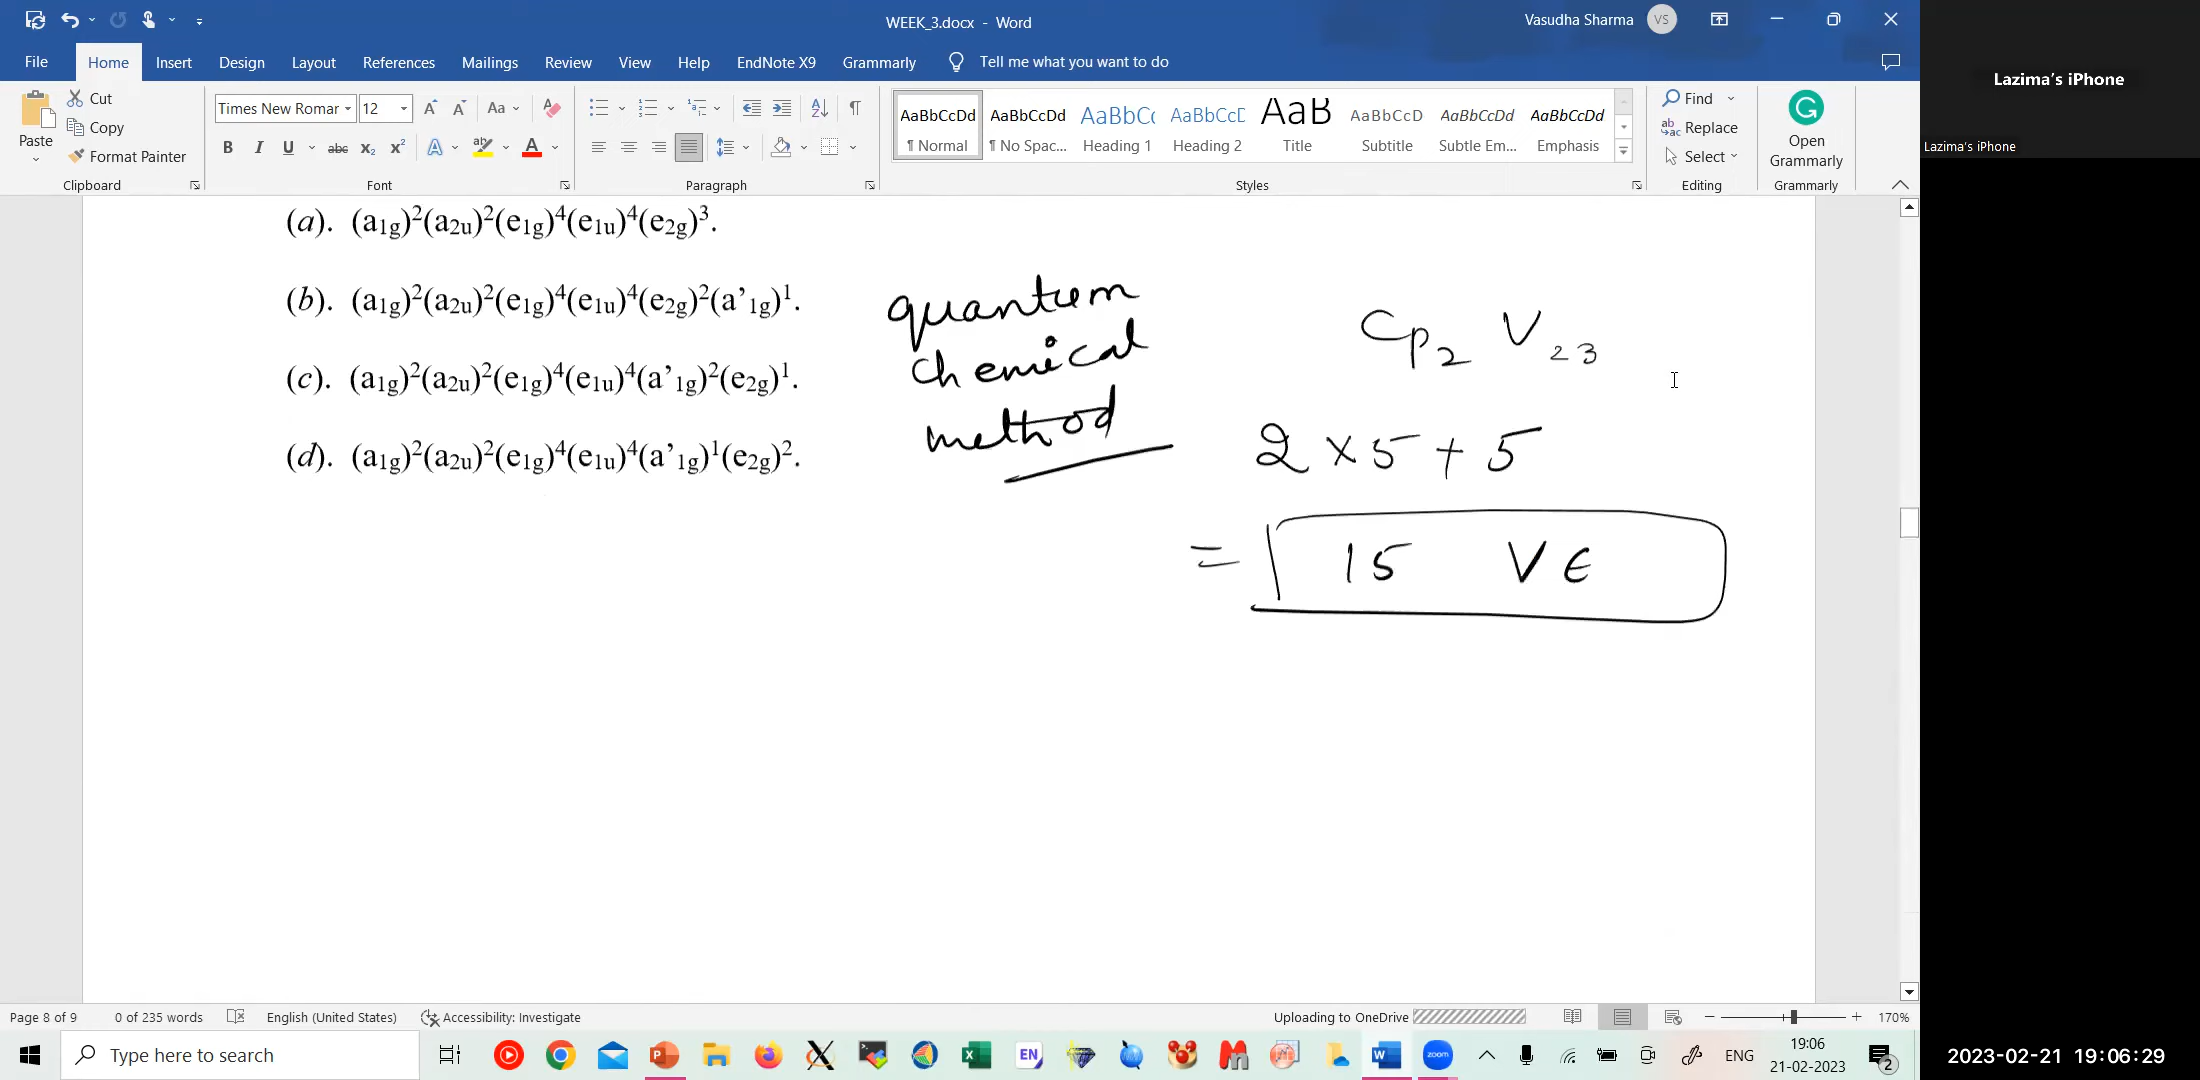 WEEK_3.docx - Word
Vasudha Sharma VS
File Home Insert Design Layout References Mailings Review View Help EndNote X9 Grammarly Tell me what you want to do
Lazima's iPhone
Lazima's iPhone
Paste
Cut
Copy
Format Painter
Clipboard
Times New Romar 12
Font
Paragraph
AaBbCcDd AaBbCcDd AaBbCc AaBbCcE AaB AaBbCcD AaBbCcDd AaBbCcDd
¶ Normal ¶ No Spac... Heading 1 Heading 2 Title Subtitle Subtle Em... Emphasis
Styles
Find
Replace
Select
Editing
Open
Grammarly
Grammarly
(a). (a1g)²(a2u)²(e1g)⁴(e1u)⁴(e2g)³.
(b). (a1g)²(a2u)²(e1g)⁴(e1u)⁴(e2g)²(a’1g)¹.
(c). (a1g)²(a2u)²(e1g)⁴(e1u)⁴(a’1g)²(e2g)¹.
(d). (a1g)²(a2u)²(e1g)⁴(e1u)⁴(a’1g)¹(e2g)².
quantum
chemical
method
Cp2 V 23
2 × 5 + 5
= 15 VE
Page 8 of 9 0 of 235 words English (United States) Accessibility: Investigate Uploading to OneDrive 170%
Type here to search
EN
zoom
ENG
19:06
21-02-2023
2
2023-02-21 19:06:29